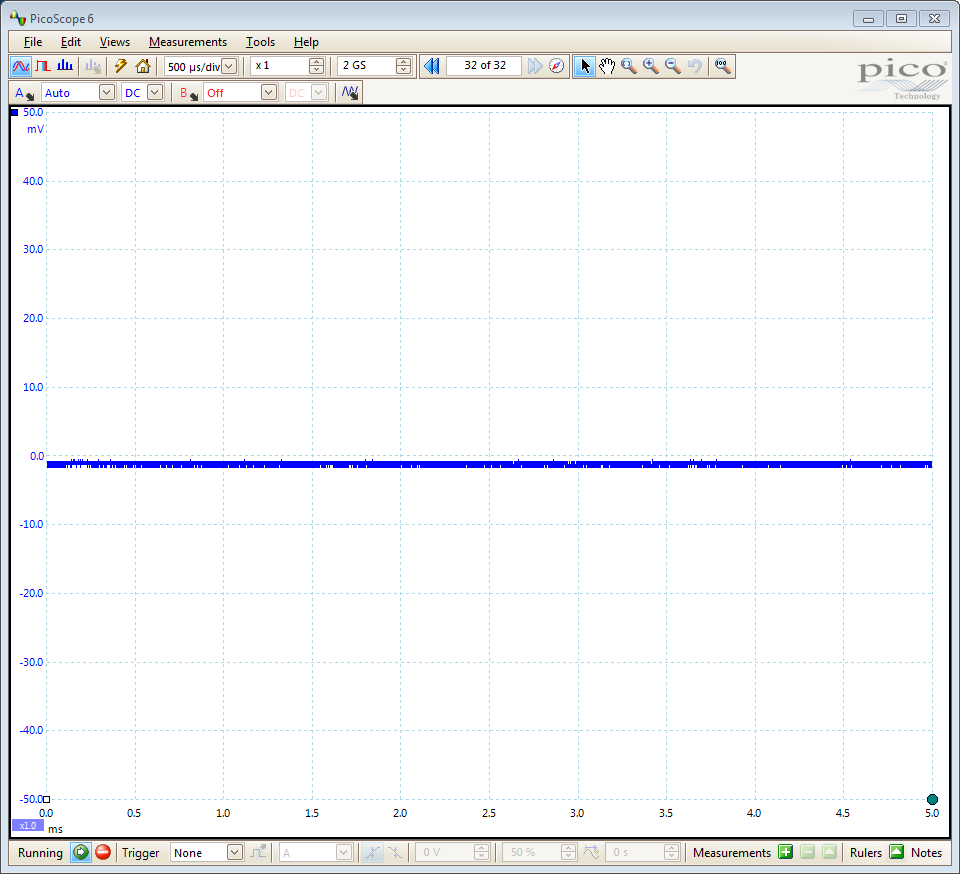 PicoScope 6
File Edit Views Measurements Tools Help
500 µs/div x 1 2 GS 32 of 32
pico
Technology
A Auto DC B Off DC
50.0
mV
40.0
30.0
20.0
10.0
0.0
-10.0
-20.0
-30.0
-40.0
-50.0
0.0 0.5 1.0 1.5 2.0 2.5 3.0 3.5 4.0 4.5 5.0
x1.0 ms
Running Trigger None A 0 V 50 % 0 s Measurements Rulers Notes